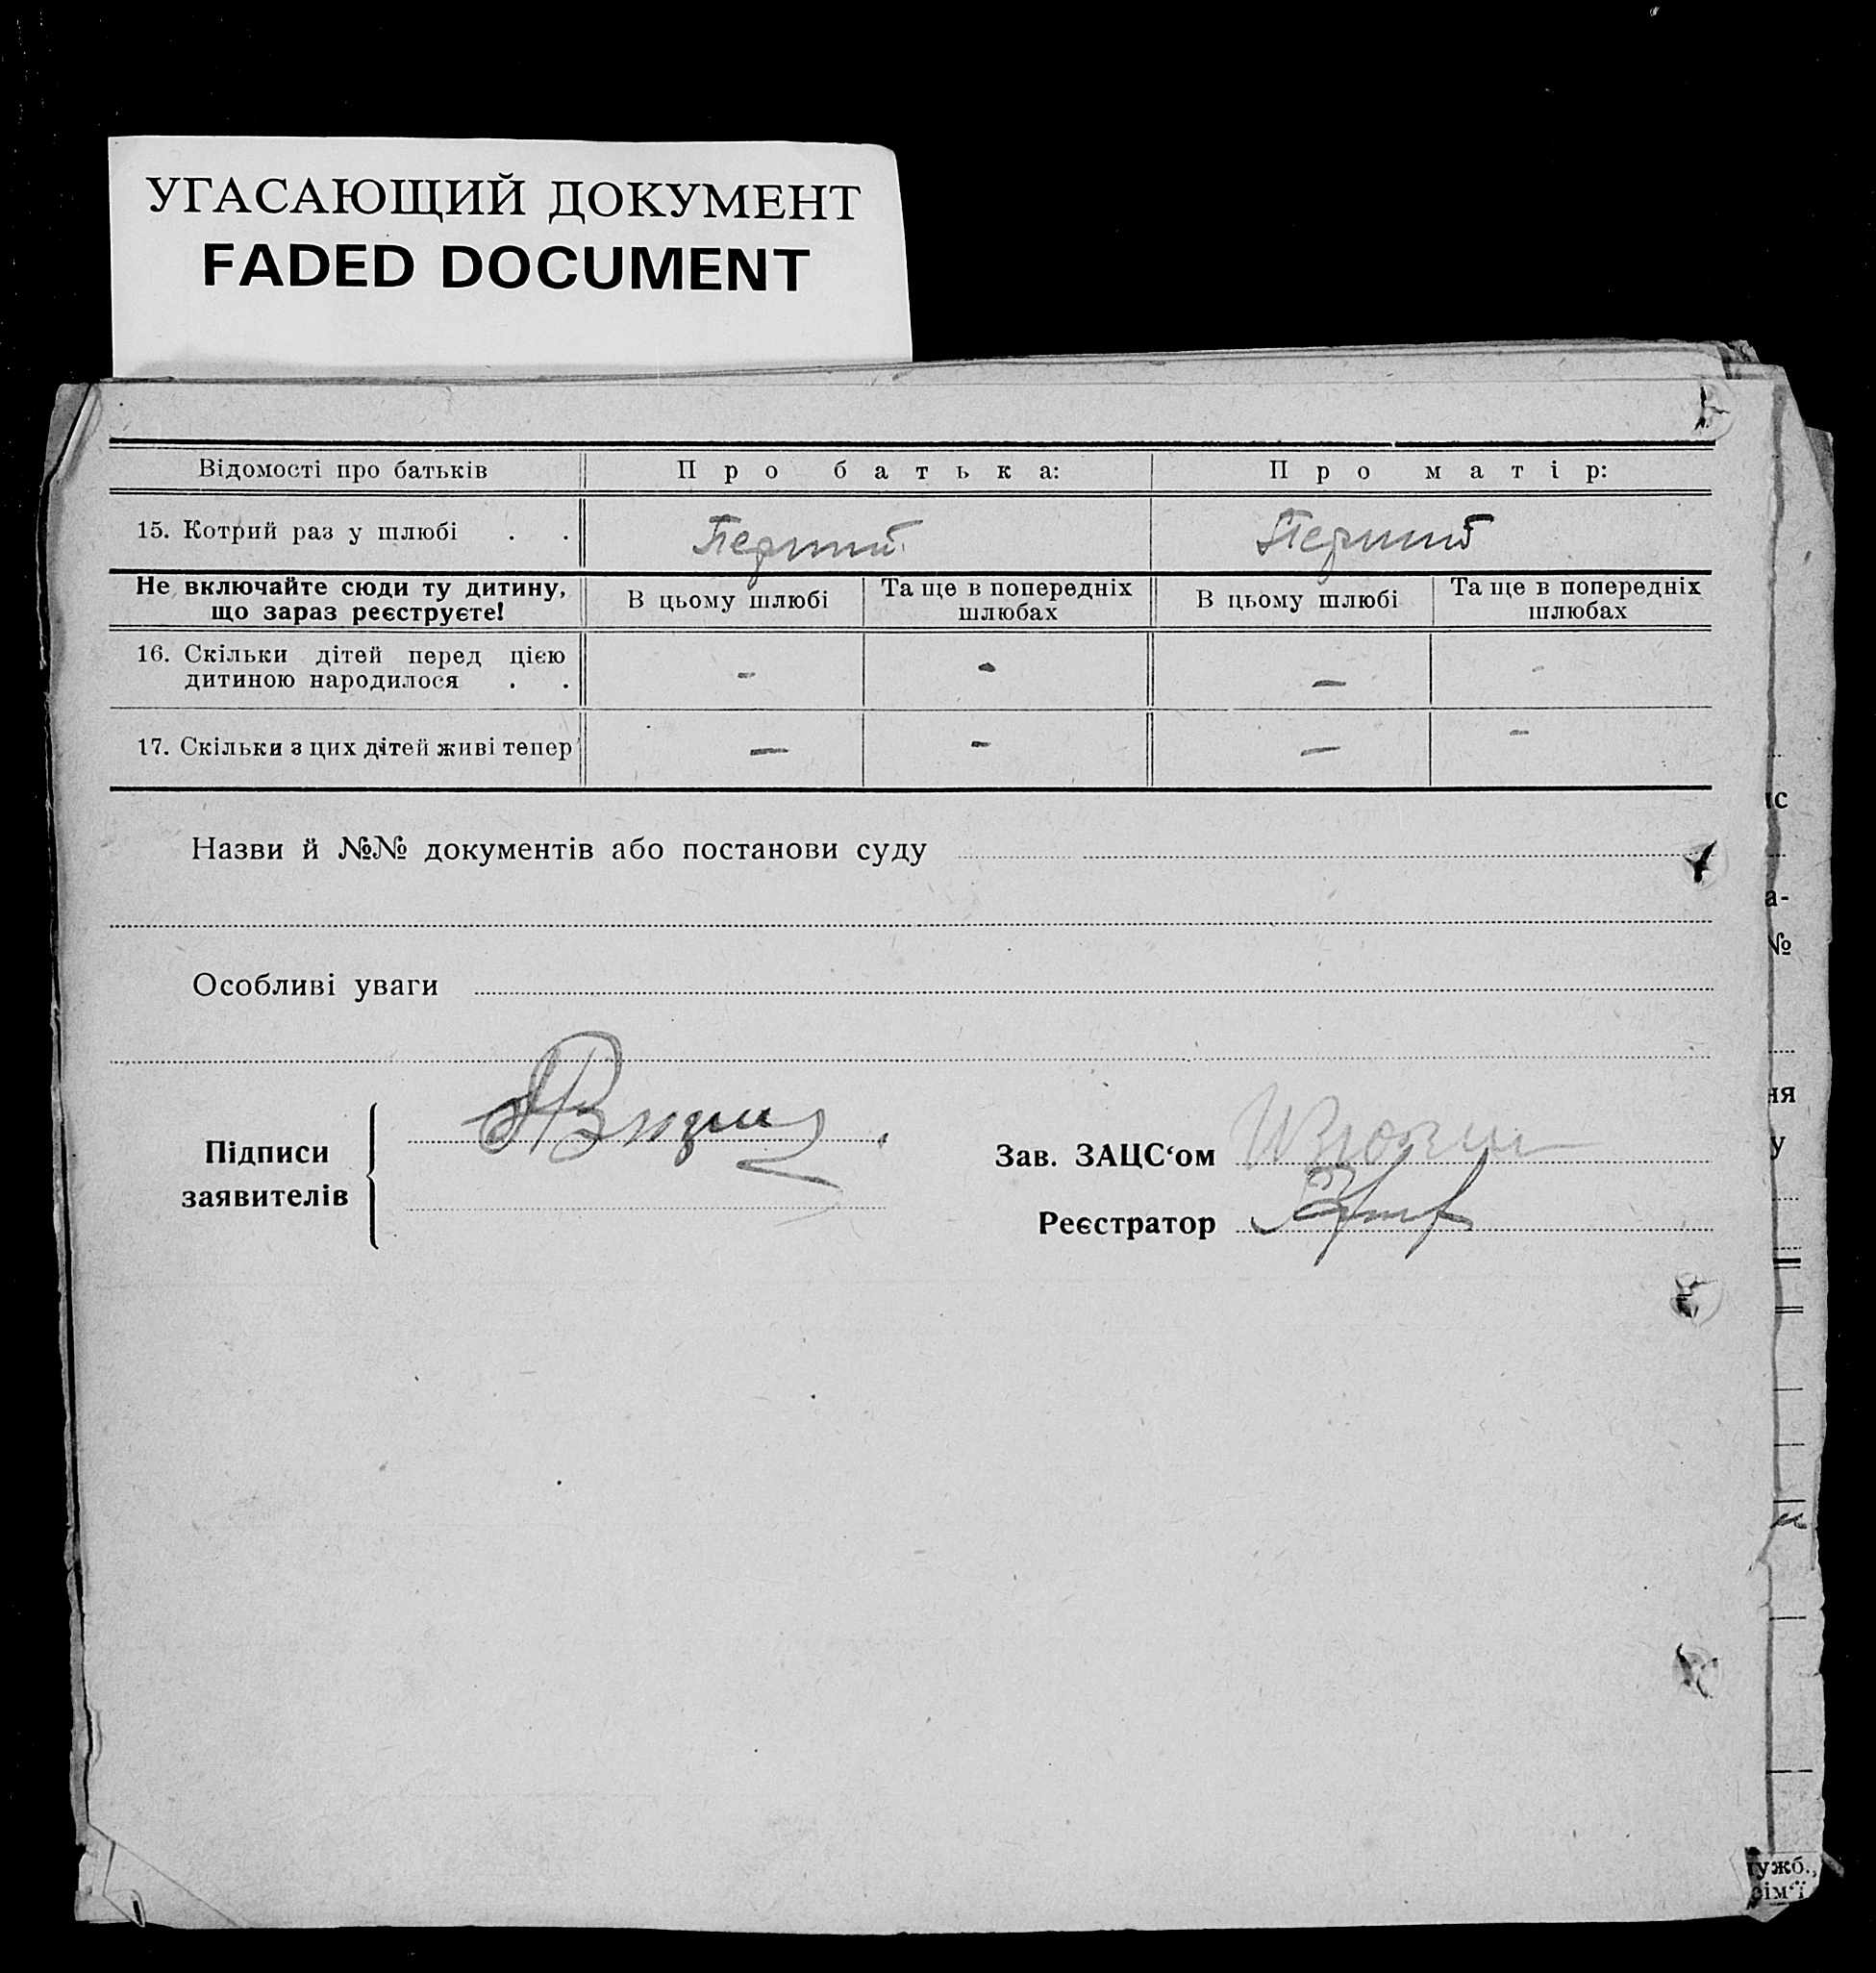 УГАСАЮЩИЙ ДОКУМЕНТ
FADED DOCUMENT
Відомості про батьків Про батька: Про матір:
15. Котрий раз у шлюбі . . Перший Перший
Не включайте сюди ту дитину, що зараз реєструєте! В цьому шлюбі Та ще в попередніх шлюбах В цьому шлюбі Та ще в попередніх шлюбах
16. Скільки дітей перед цією
дитиною народилося . . - - - -
17. Скільки з цих дітей живі тепер - - - -
Назви й №№ документів або постанови суду
Особливі уваги
Підписи
заявителів
Зав. ЗАЦС‘ом
Реєстратор